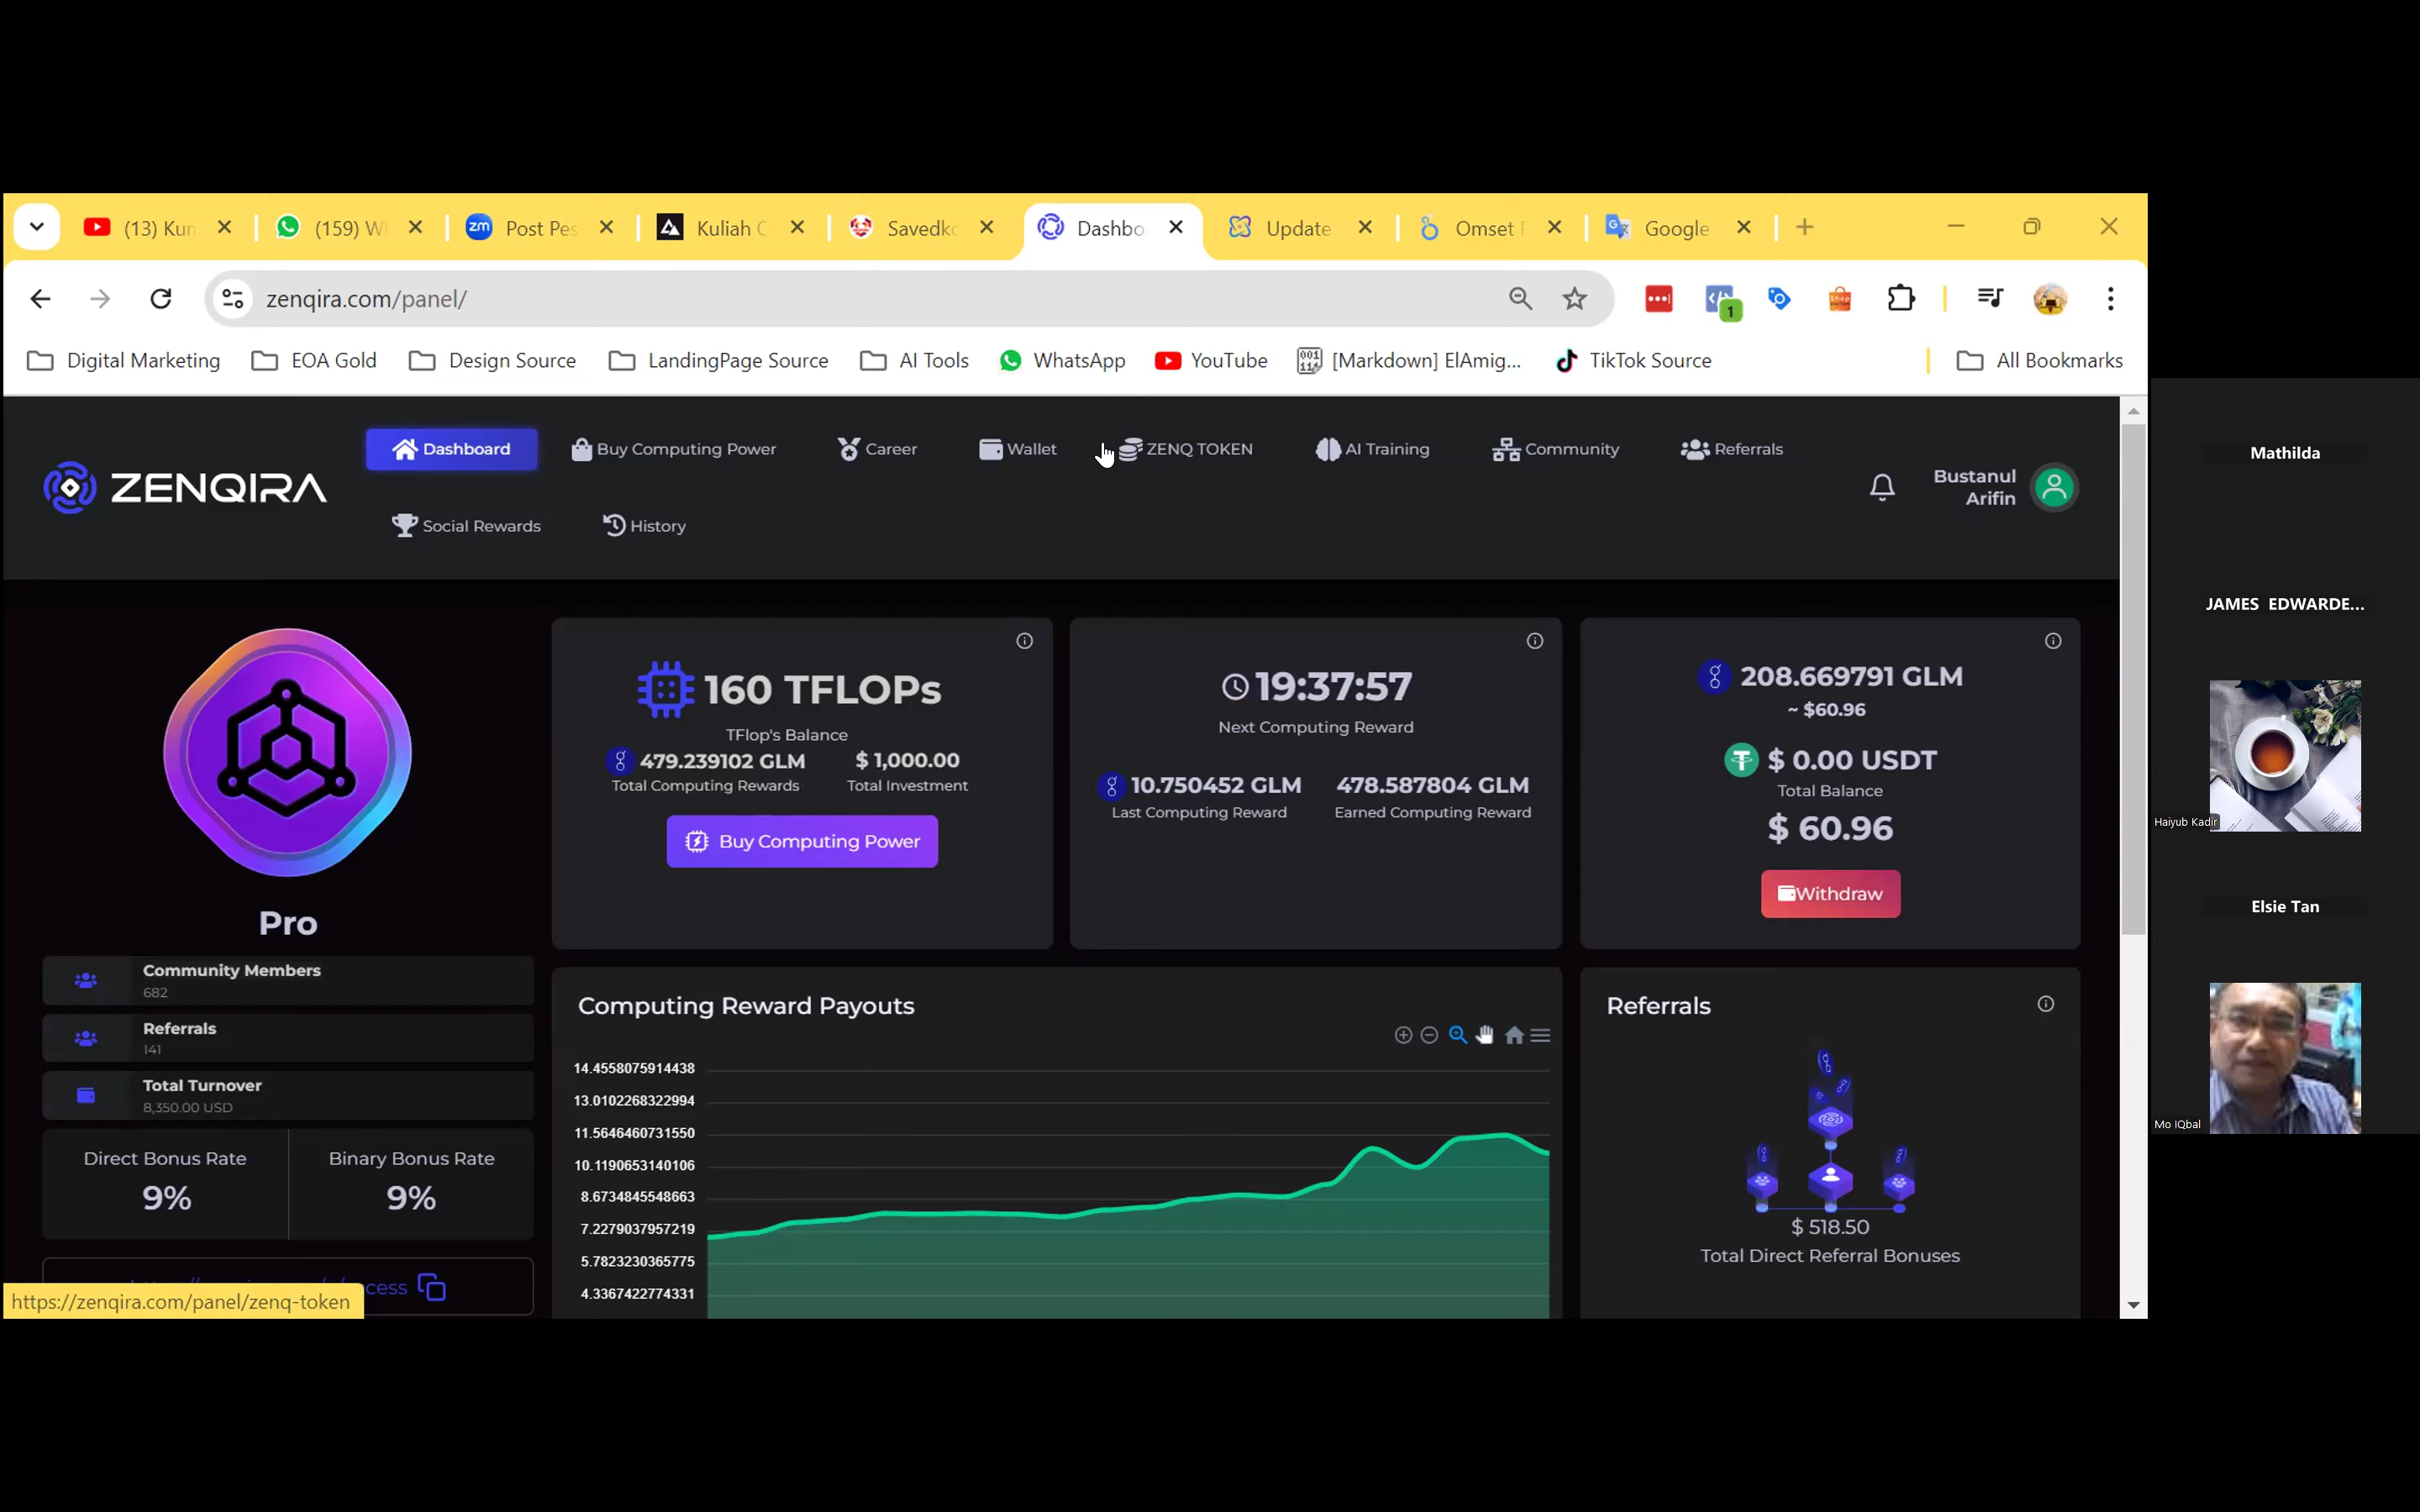 (13) Kun
(159) W
Post Pes
Kuliah C
Savedko
Dashbo
Update
Omset F
Google
zenqira.com/panel/
1
Digital Marketing
EOA Gold
Design Source
LandingPage Source
AI Tools
WhatsApp
YouTube
[Markdown] ElAmig...
TikTok Source
All Bookmarks
ZENQIRA
Dashboard
Buy Computing Power
Career
Wallet
ZENQ TOKEN
AI Training
Community
Referrals
Social Rewards
History
Bustanul
Arifin
Pro
Community Members
682
Referrals
141
Total Turnover
8,350.00 USD
Direct Bonus Rate
9%
Binary Bonus Rate
9%
cess
https://zenqira.com/panel/zenq-token
160 TFLOPs
TFlop's Balance
479.239102 GLM
Total Computing Rewards
$ 1,000.00
Total Investment
Buy Computing Power
19:37:57
Next Computing Reward
10.750452 GLM
Last Computing Reward
478.587804 GLM
Earned Computing Reward
208.669791 GLM
~ $60.96
$ 0.00 USDT
Total Balance
$ 60.96
Withdraw
Computing Reward Payouts
14.4558075914438
13.0102268322994
11.5646460731550
10.1190653140106
8.6734845548663
7.2279037957219
5.7823230365775
4.3367422774331
Referrals
$ 518.50
Total Direct Referral Bonuses
Mathilda
JAMES EDWARDE...
Haiyub Kadir
Elsie Tan
Mo IQbal